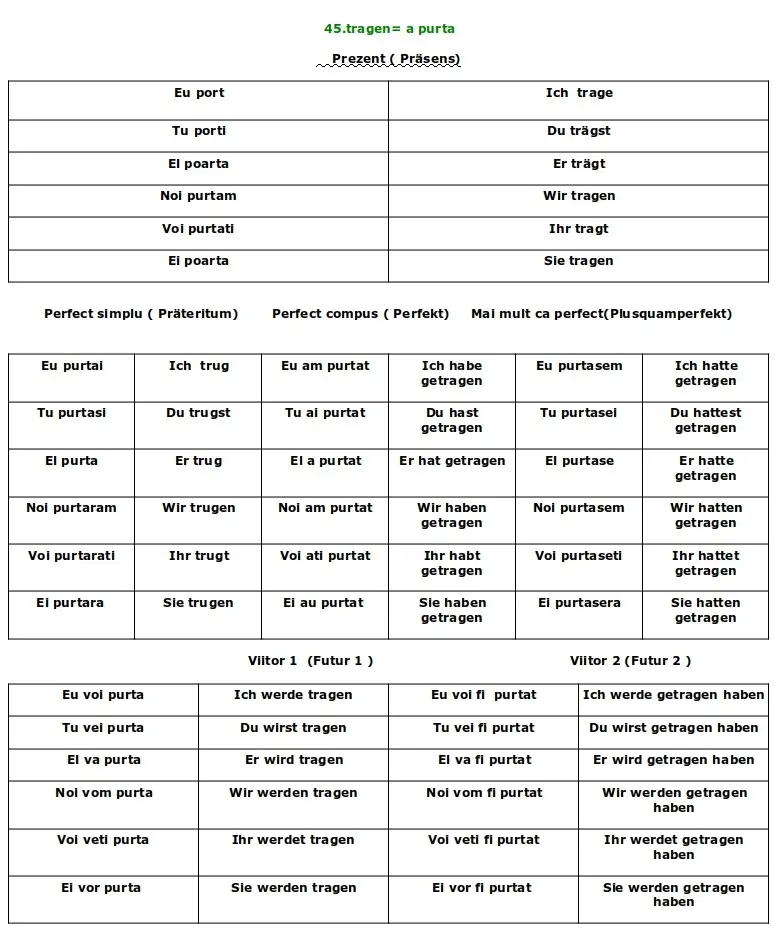 45.tragen= a purta
Prezent ( Präsens)
Eu port Ich trage
Tu porti Du trägst
El poarta Er trägt
Noi purtam Wir tragen
Voi purtati Ihr tragt
Ei poarta Sie tragen
Perfect simplu ( Präteritum) Perfect compus ( Perfekt) Mai mult ca perfect(Plusquamperfekt)
Eu purtai Ich trug Eu am purtat Ich habe Eu purtasem Ich hatte
getragen getragen
Tu purtasi Du trugst Tu ai purtat Du hast Tu purtasei Du hattest
getragen getragen
El purta Er trug El a purtat Er hat getragen El purtase Er hatte
getragen
Noi purtaram Wir trugen Noi am purtat Wir haben Noi purtasem Wir hatten
getragen getragen
Voi purtarati Ihr trugt Voi ati purtat Ihr habt Voi purtaseti Ihr hattet
getragen getragen
Ei purtara Sie trugen Ei au purtat Sie haben Ei purtasera Sie hatten
getragen getragen
Viitor 1 (Futur 1 ) Viitor 2 (Futur 2 )
Eu voi purta Ich werde tragen Eu voi fi purtat Ich werde getragen haben
Tu vei purta Du wirst tragen Tu vei fi purtat Du wirst getragen haben
El va purta Er wird tragen El va fi purtat Er wird getragen haben
Noi vom purta Wir werden tragen Noi vom fi purtat Wir werden getragen
haben
Voi veti purta Ihr werdet tragen Voi veti fi purtat Ihr werdet getragen
haben
Ei vor purta Sie werden tragen Ei vor fi purtat Sie werden getragen
haben